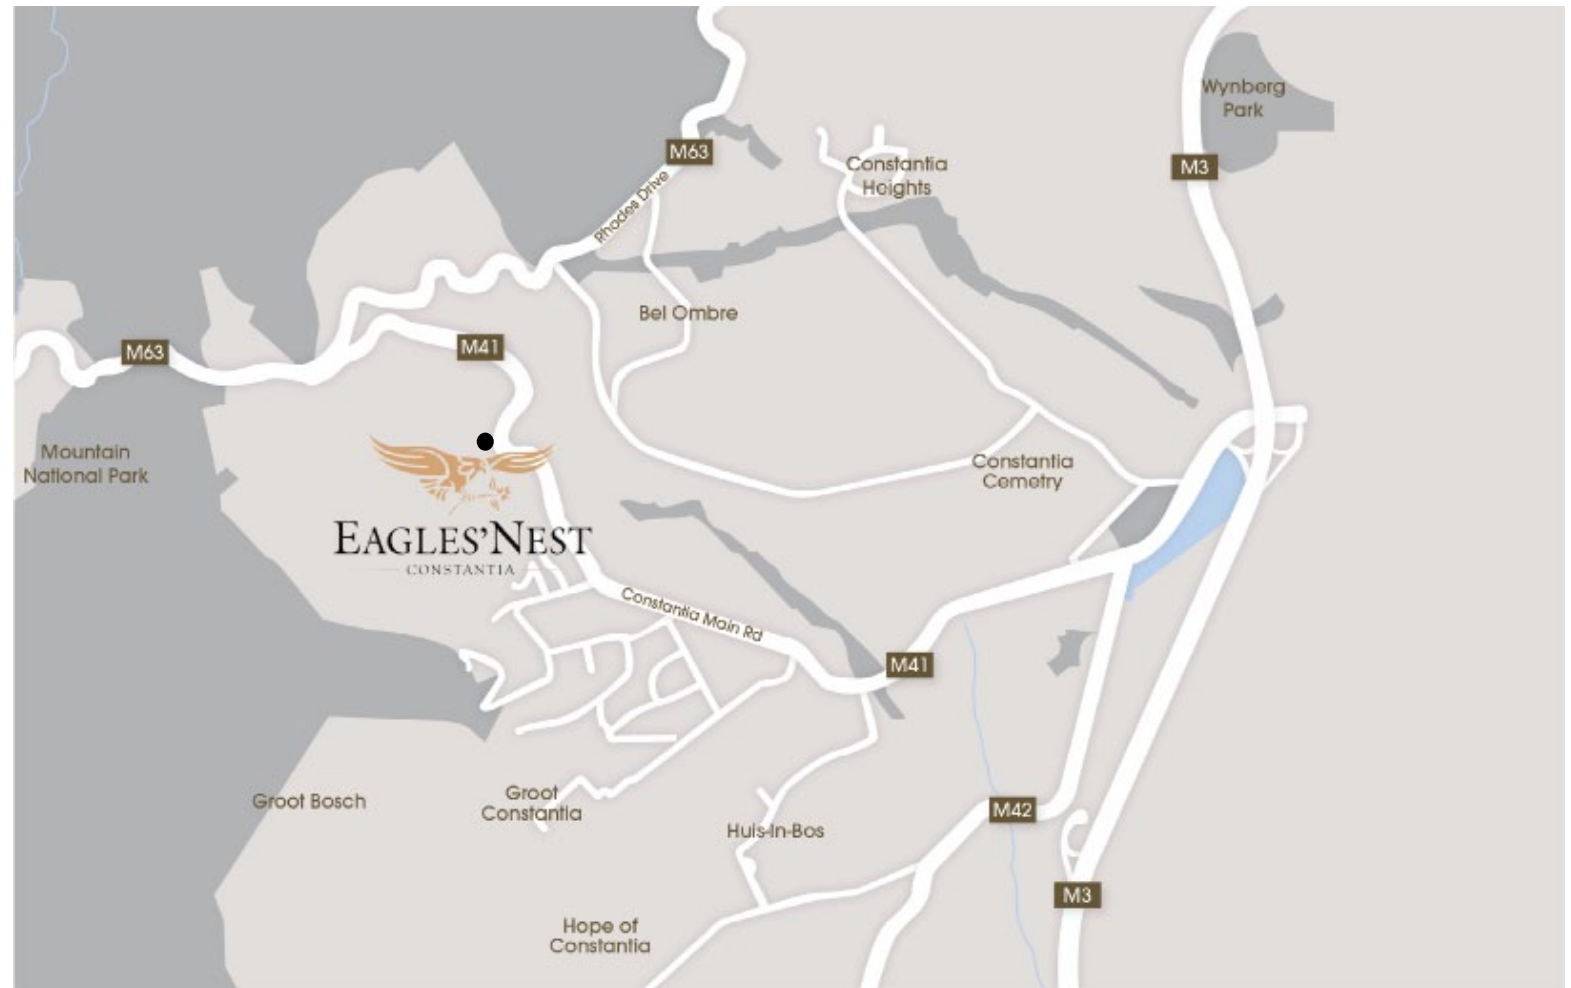 Wynberg
Park
M63
Constantia
Heights
M3
Rhodes Drive
Bel Ombre
M41
M63
Mountain
National Park
Constantia
Cemetry
EAGLES'NEST
CONSTANTIA
Constantia Main Rd
M41
Groot Bosch
Groot
Constantia
Huis-In-Bos
M42
M3
Hope of
Constantia